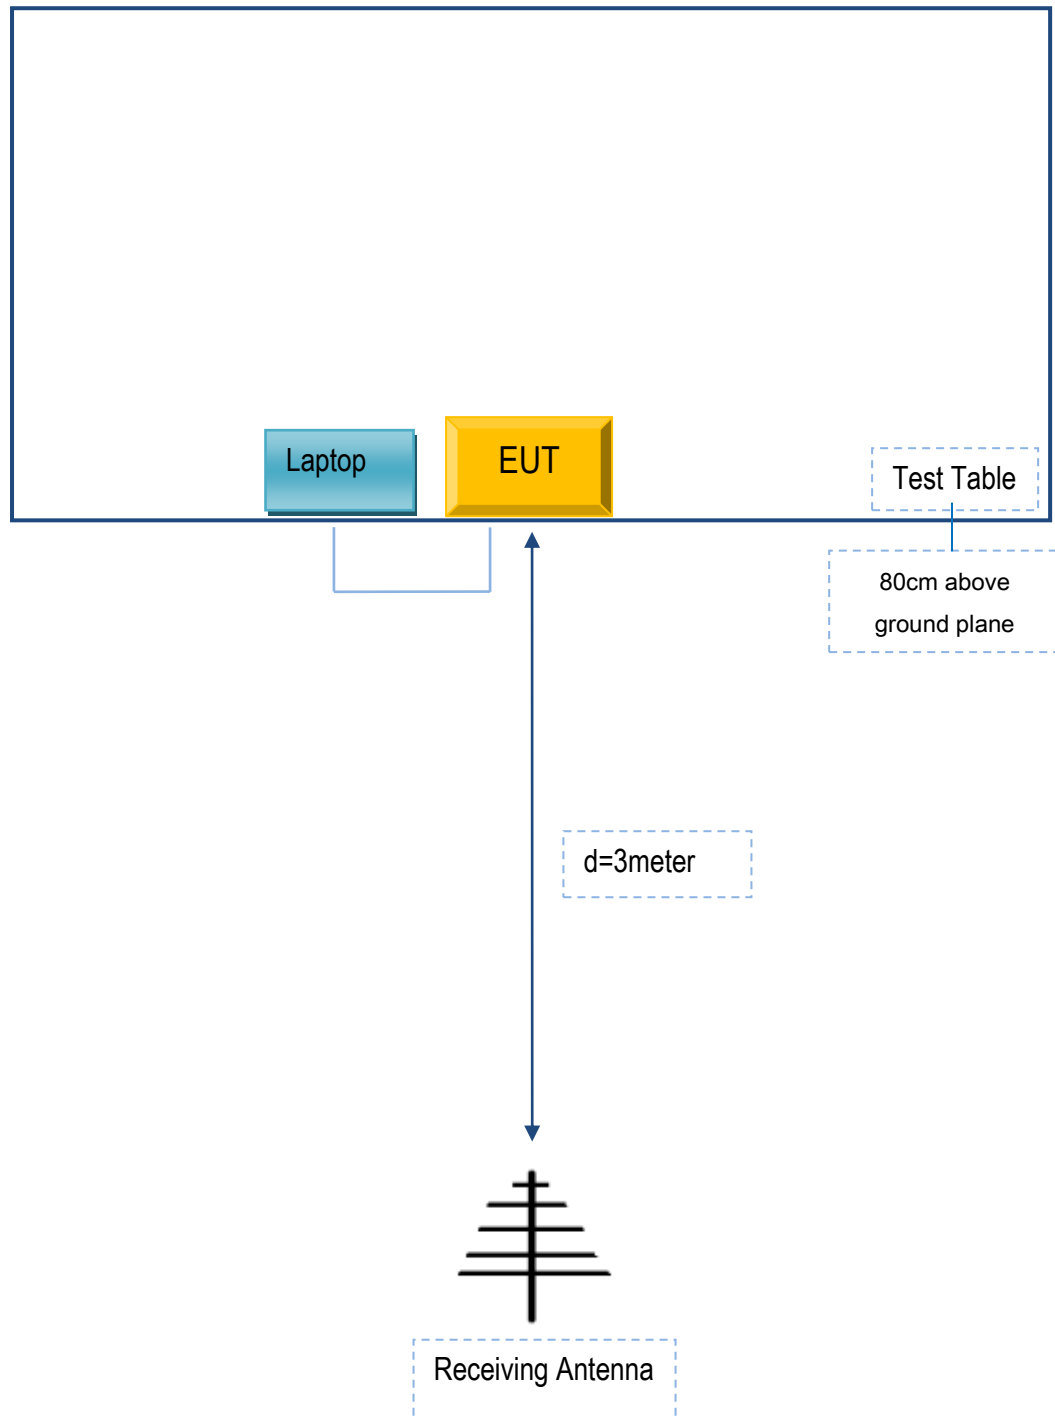 Laptop
EUT
Test Table
80cm above
ground plane
d=3meter
Receiving Antenna